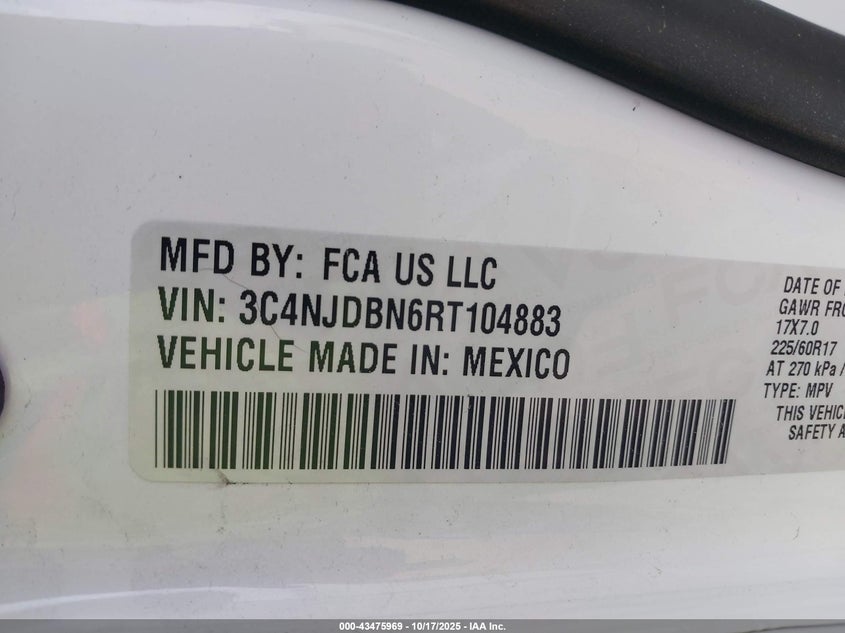 MFD BY: FCA US LLC
VIN: 3C4NJDBN6RT104883
VEHICLE MADE IN: MEXICO
DATE OF
GAWR FRO
17X7.0
225/60R17
AT 270 kPa /
TYPE: MPV
THIS VEHIC
SAFETY A
000-43475969 - 10/17/2025 - IAA Inc.